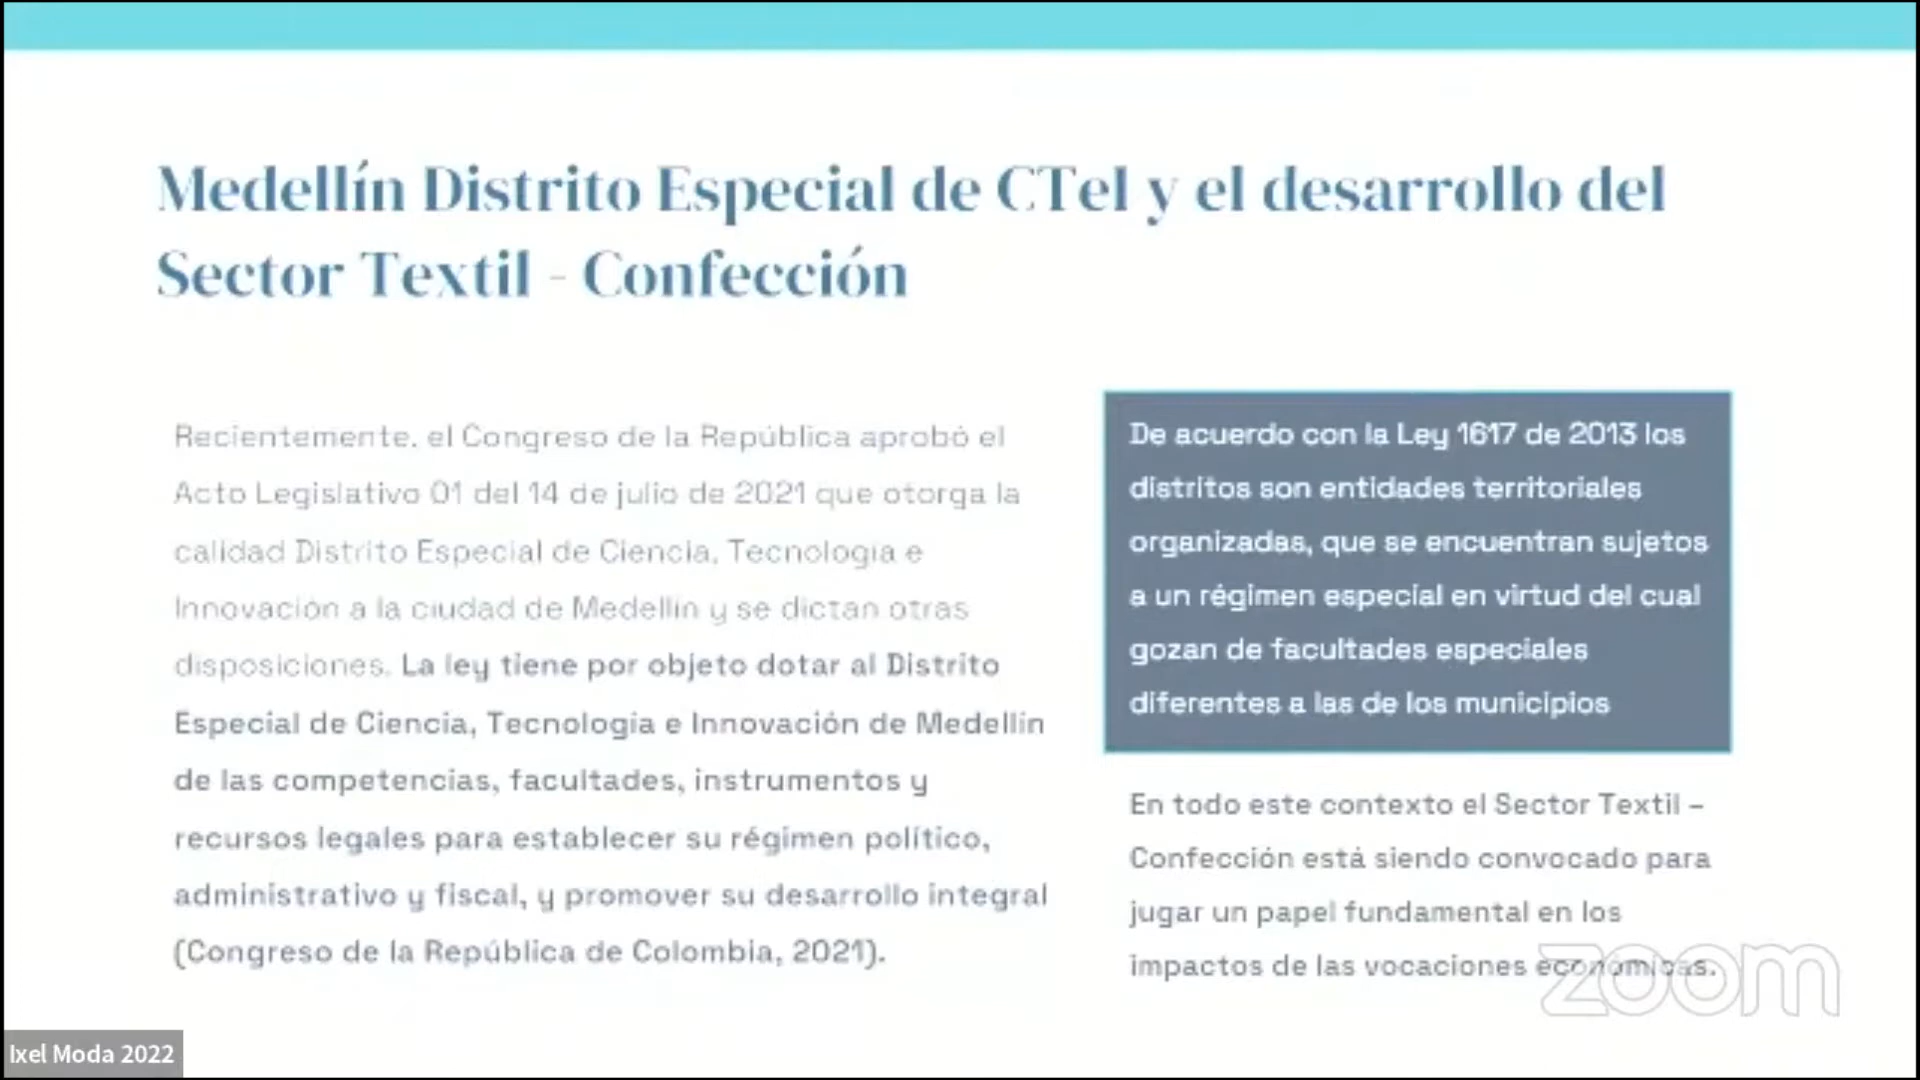 Medellín Distrito Especial de CTeI y el desarrollo del
Sector Textil - Confección
Recientemente, el Congreso de la República aprobó el
Acto Legislativo 01 del 14 de julio de 2021 que otorga la
calidad Distrito Especial de Ciencia, Tecnología e
Innovación a la ciudad de Medellín y se dictan otras
disposiciones. La ley tiene por objeto dotar al Distrito
Especial de Ciencia, Tecnología e Innovación de Medellín
de las competencias, facultades, instrumentos y
recursos legales para establecer su régimen político,
administrativo y fiscal, y promover su desarrollo integral
(Congreso de la República de Colombia, 2021).
De acuerdo con la Ley 1617 de 2013 los
distritos son entidades territoriales
organizadas, que se encuentran sujetos
a un régimen especial en virtud del cual
gozan de facultades especiales
diferentes a las de los municipios
En todo este contexto el Sector Textil –
Confección está siendo convocado para
jugar un papel fundamental en los
impactos de las vocaciones económicas.
zoom
Ixel Moda 2022